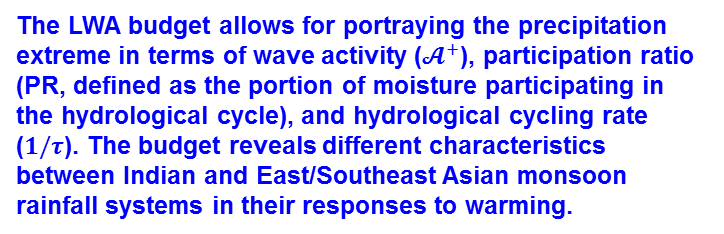 The LWA budget allows for portraying the precipitation
extreme in terms of wave activity (𝒜⁺), participation ratio
(PR, defined as the portion of moisture participating in
the hydrological cycle), and hydrological cycling rate
(1/τ). The budget reveals different characteristics
between Indian and East/Southeast Asian monsoon
rainfall systems in their responses to warming.